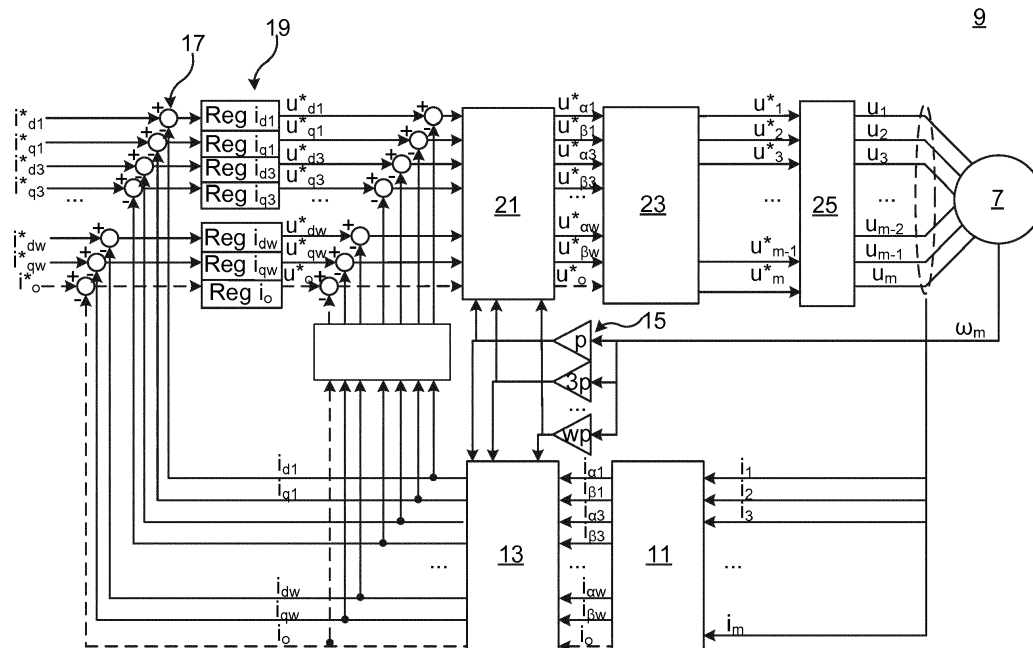 9
17
19
i*d1
i*q1
i*d3
i*q3
...
i*dw
i*qw
i*o
+
-
+
-
+
-
+
-
+
-
+
-
+
-
Reg id1
Reg iq1
Reg id3
Reg iq3
Reg idw
Reg iqw
Reg io
u*d1
u*q1
u*d3
u*q3
...
u*dw
u*qw
u*o
+
-
+
-
+
-
+
-
+
-
+
-
+
-
21
u*α1
u*β1
u*α3
u*β3
...
u*αw
u*βw
u*o
23
u*1
u*2
u*3
...
u*m-1
u*m
25
u1
u2
u3
...
um-2
um-1
um
7
15
ωm
p
3p
...
wp
id1
iq1
...
idw
iqw
io
13
iα1
iβ1
iα3
iβ3
...
iαw
iβw
io
11
i1
i2
i3
...
im